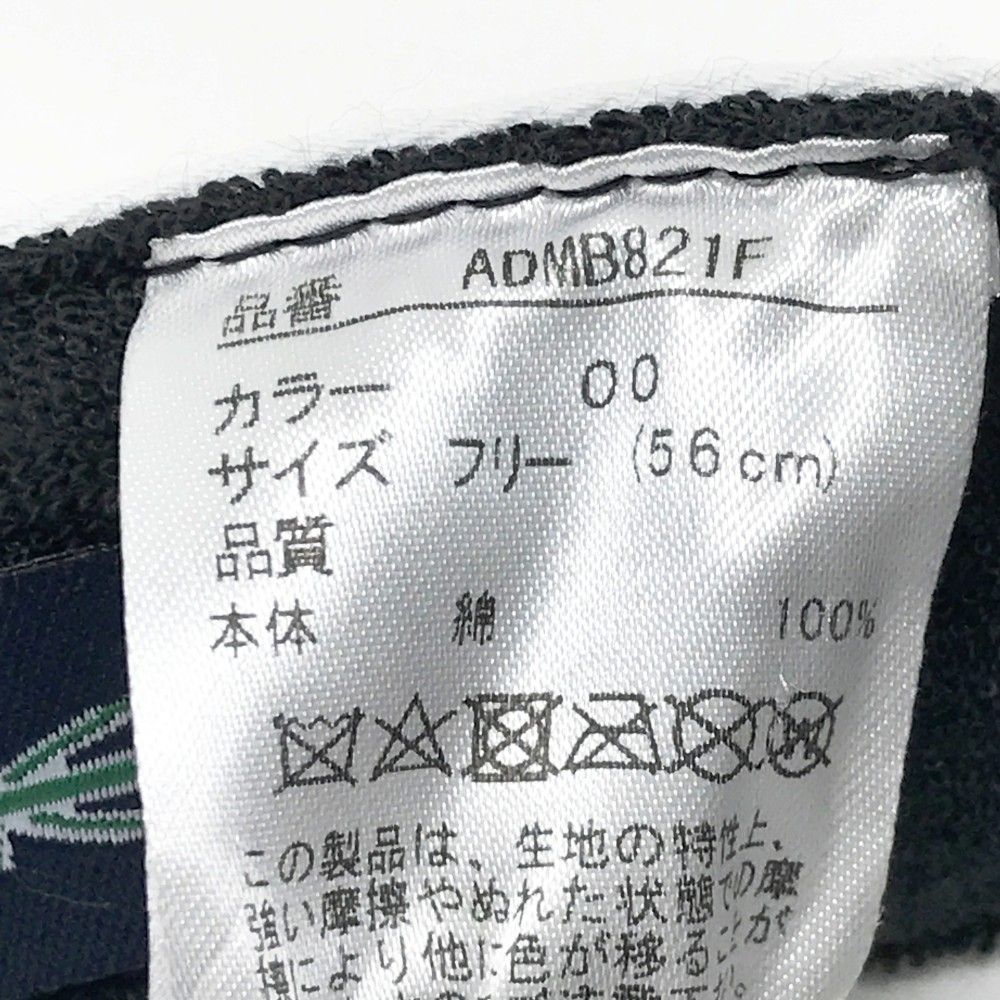 品番 ADMB821F
カラー 00
サイズ フリー (56cm)
品質
本体 綿 100%
この製品は、生地の特性上、
強い摩擦やぬれた状態での摩
擦により他に色が移ることが